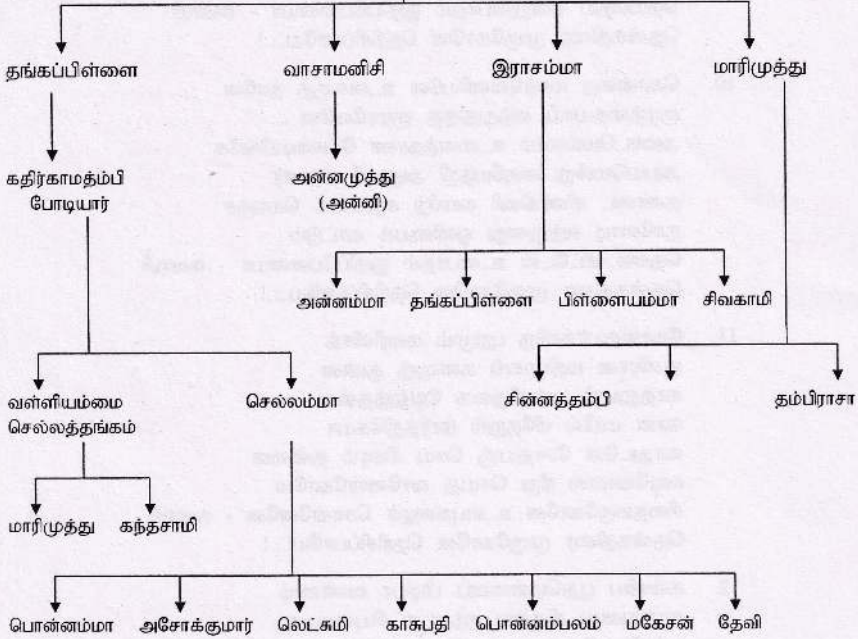 தங்கப்பிள்ளை வாசாமனிசி இராசம்மா மாரிமுத்து
கதிர்காமத்ம்பி
போடியார்
அன்னமுத்து
(அன்னி)
அன்னம்மா தங்கப்பிள்ளை பிள்ளையம்மா சிவகாமி
வள்ளியம்மை
செல்லத்தங்கம்
செல்லம்மா
சின்னத்தம்பி தம்பிராசா
மாரிமுத்து கந்தசாமி
பொன்னம்மா அசோக்குமார் லெட்சுமி காசுபதி பொன்னம்பலம் மகேசன் தேவி